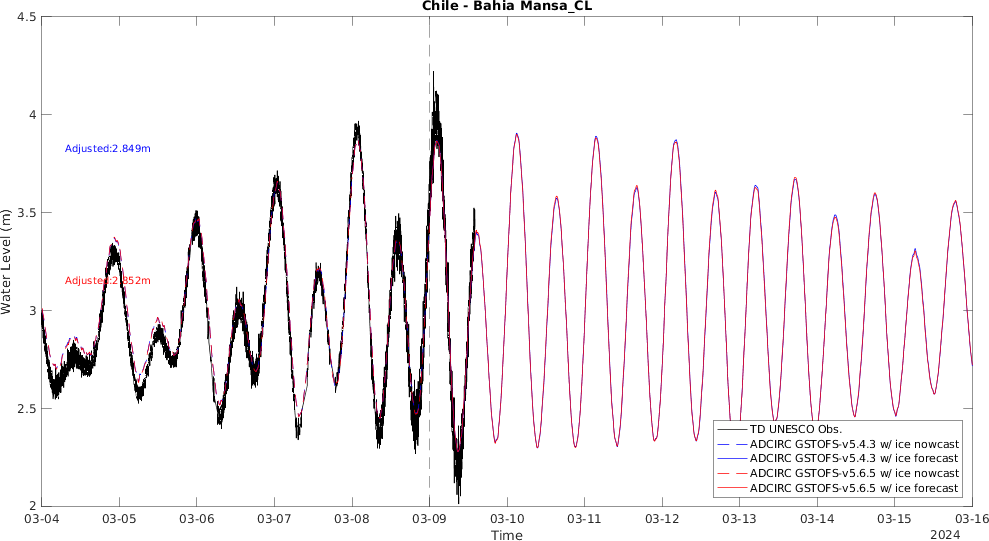 Chile - Bahia Mansa_CL
4.5
4
3.5
3
2.5
2
Water Level (m)
Adjusted:2.849m
Adjusted:2.852m
TD UNESCO Obs.
ADCIRC GSTOFS-v5.4.3 w/ ice nowcast
ADCIRC GSTOFS-v5.4.3 w/ ice forecast
ADCIRC GSTOFS-v5.6.5 w/ ice nowcast
ADCIRC GSTOFS-v5.6.5 w/ ice forecast
03-04 03-05 03-06 03-07 03-08 03-09 03-10 03-11 03-12 03-13 03-14 03-15 03-16
Time
2024